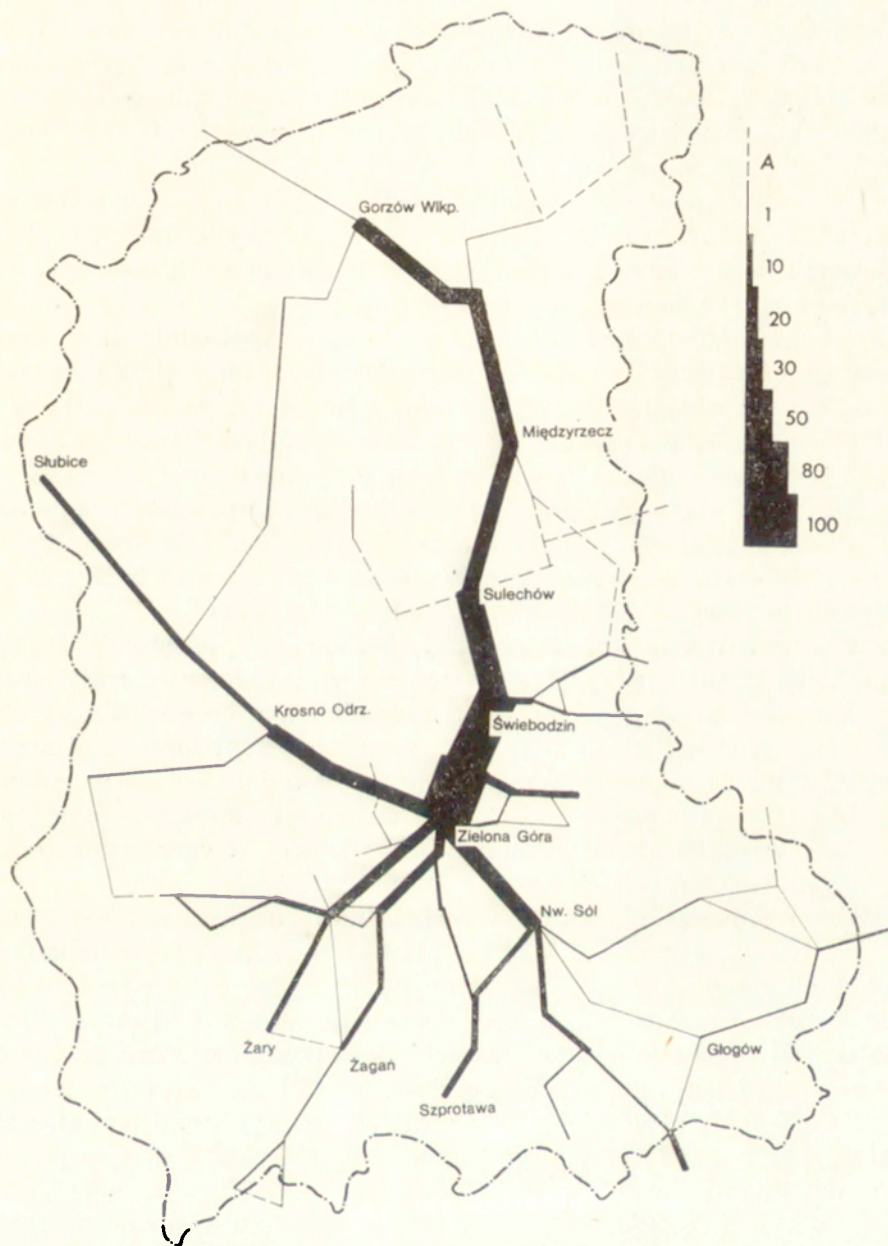 A
1
10
20
30
50
80
100
Gorzów Wlkp.
Międzyrzecz
Słubice
Sulechów
Krosno Odrz.
Świebodzin
Zielona Góra
Nw. Sól
Żary
Żagań
Głogów
Szprotawa